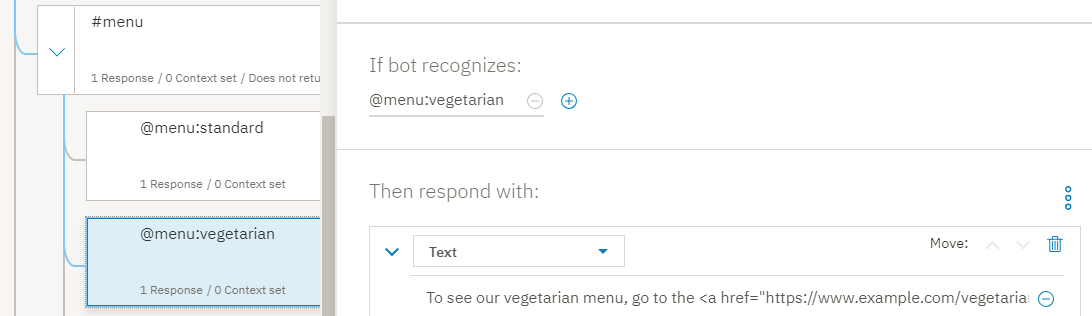 #menu
1 Response / 0 Context set / Does not retu
@menu:standard
1 Response / 0 Context set
@menu:vegetarian
1 Response / 0 Context set
If bot recognizes:
@menu:vegetarian
Then respond with:
Text
Move:
To see our vegetarian menu, go to the <a href="https://www.example.com/vegetaria